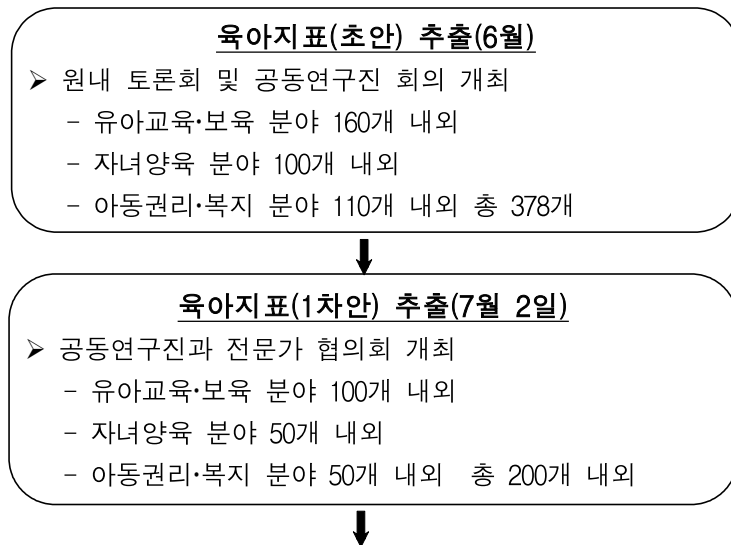 육아지표(초안) 추출(6월)
➢ 원내 토론회 및 공동연구진 회의 개최
- 유아교육·보육 분야 160개 내외
- 자녀양육 분야 100개 내외
- 아동권리·복지 분야 110개 내외 총 378개
육아지표(1차안) 추출(7월 2일)
➢ 공동연구진과 전문가 협의회 개최
- 유아교육·보육 분야 100개 내외
- 자녀양육 분야 50개 내외
- 아동권리·복지 분야 50개 내외 총 200개 내외